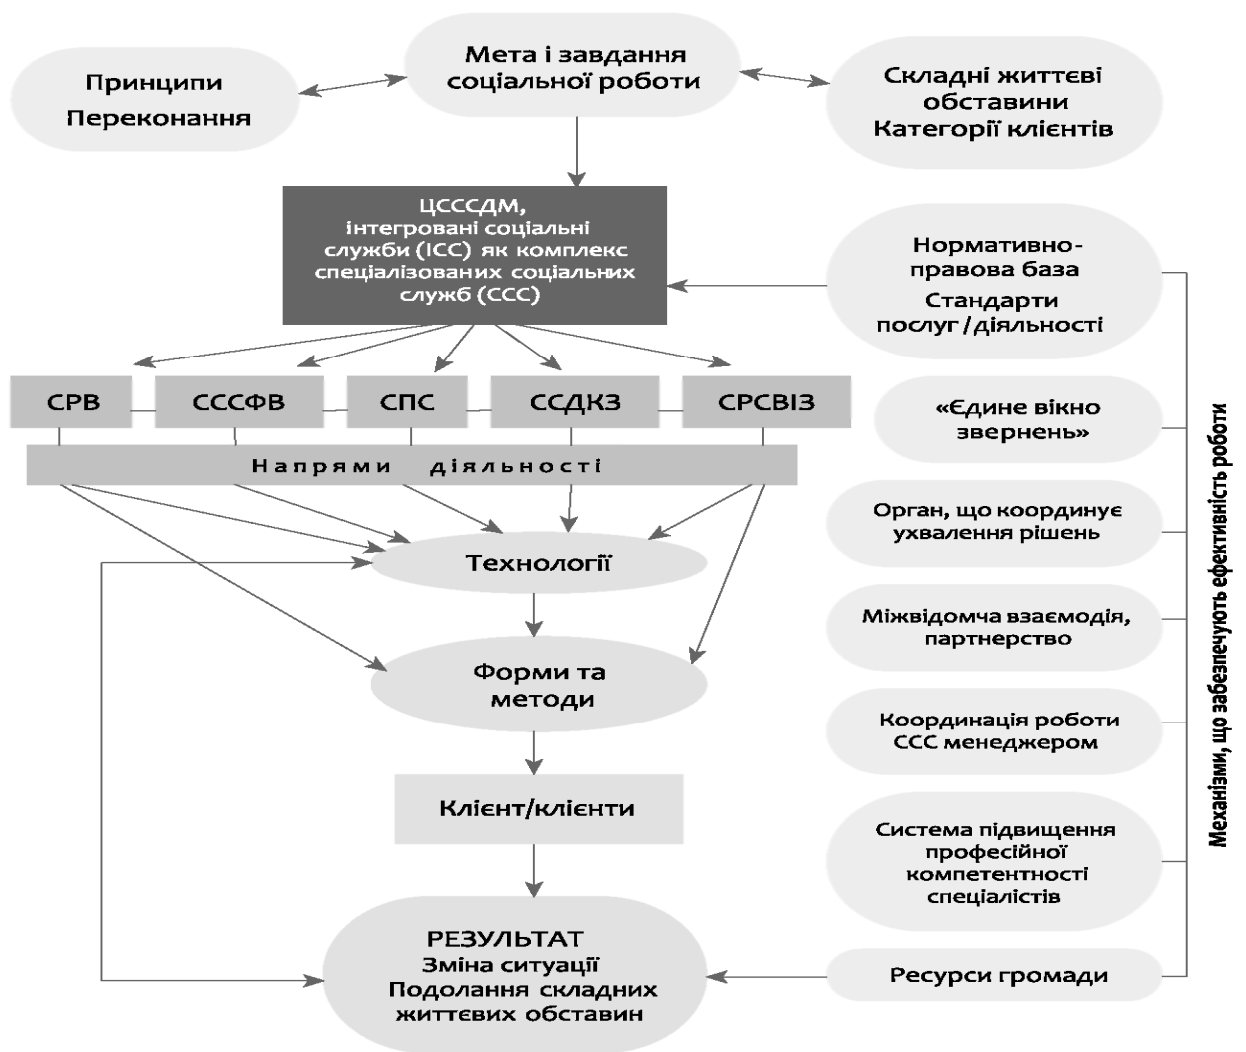 Мета і завдання
соціальної роботи
Принципи
Переконання
Складні життєві
обставини
Категорії клієнтів
ЦСССДМ,
інтегровані соціальні
служби (ІСС) як комплекс
спеціалізованих соціальних
служб (ССС)
Нормативно-
правова база
Стандарти
послуг/діяльності
СРВ
СССФВ
СПС
ССДКЗ
СРСВІЗ
«Єдине вікно
звернень»
Напрями діяльності
Орган, що координує
ухвалення рішень
Технології
Міжвідомча взаємодія,
партнерство
Форми та
методи
Координація роботи
ССС менеджером
Клієнт/клієнти
Система підвищення
професійної
компетентності
спеціалістів
РЕЗУЛЬТАТ
Зміна ситуації
Подолання складних
життєвих обставин
Ресурси громади
Механізми, що забезпечують ефективність роботи